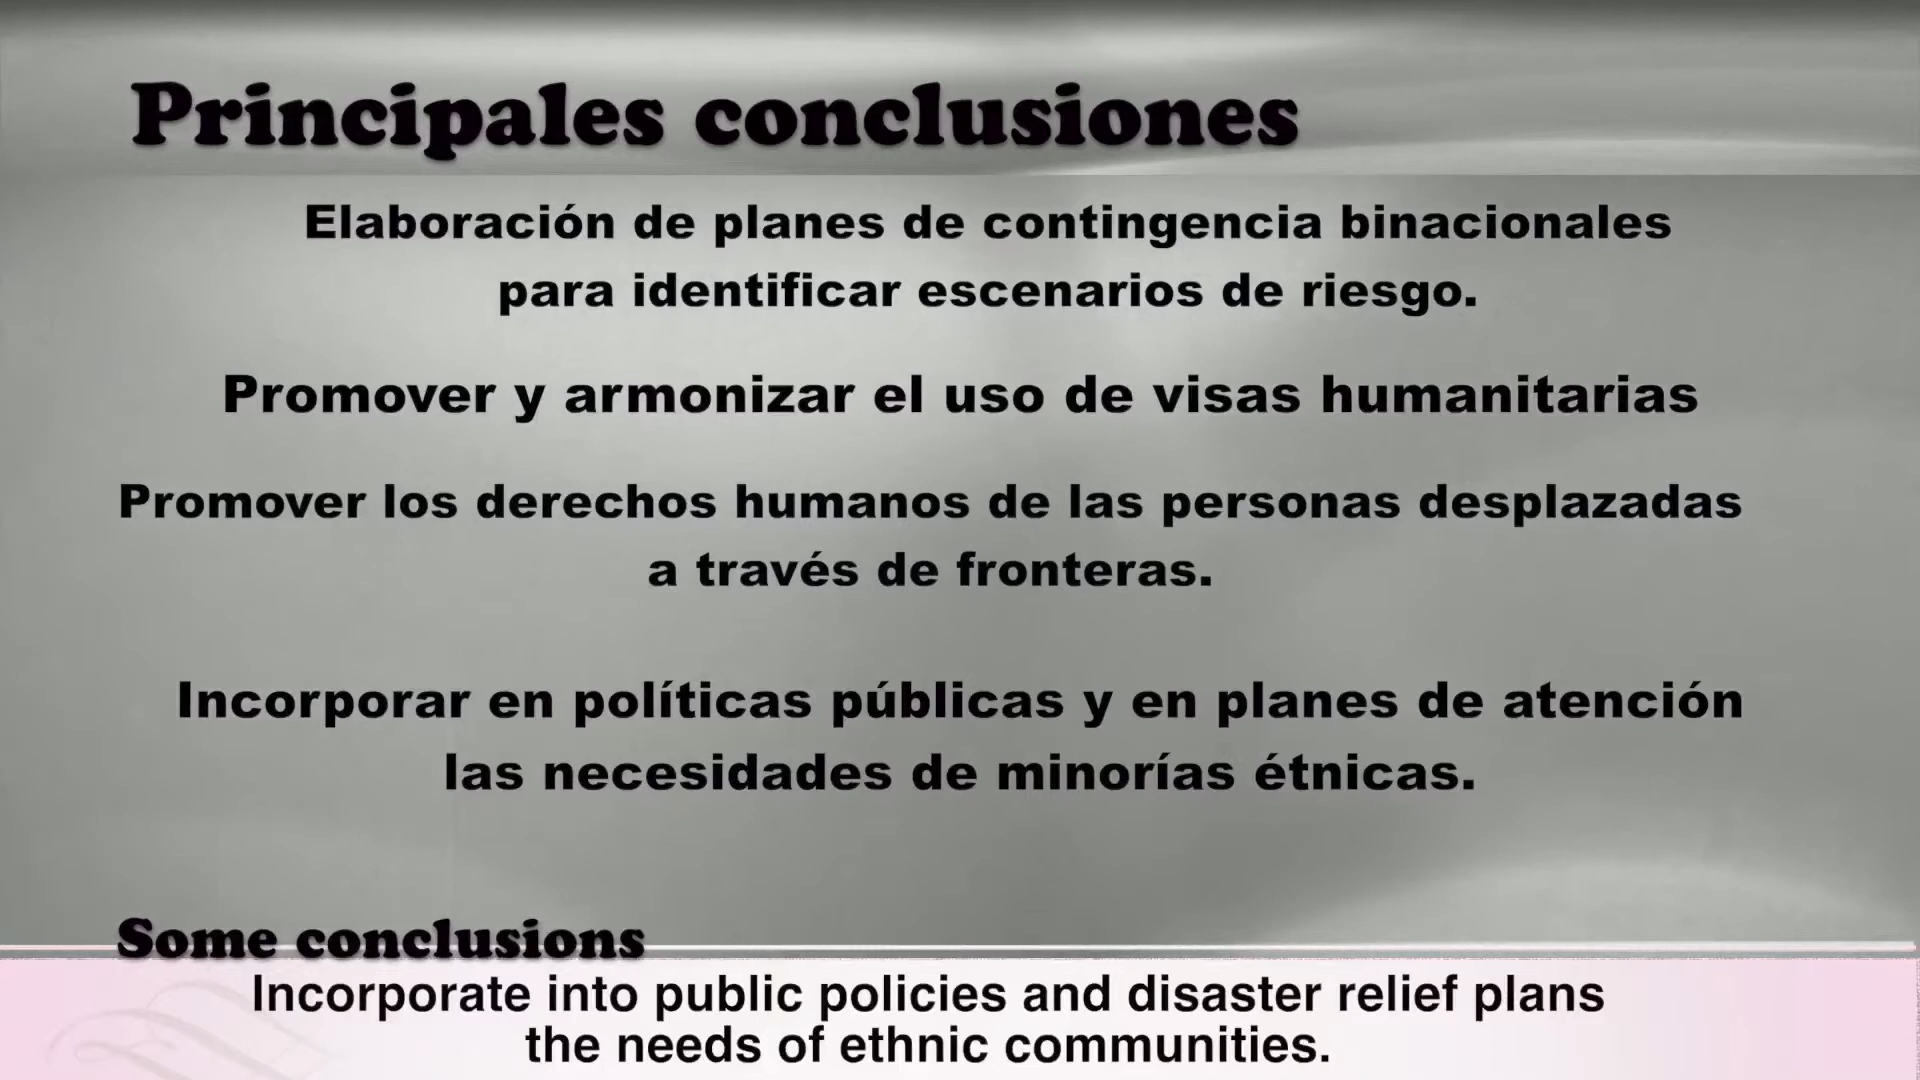 Principales conclusiones
Elaboración de planes de contingencia binacionales
para identificar escenarios de riesgo.
Promover y armonizar el uso de visas humanitarias
Promover los derechos humanos de las personas desplazadas
a través de fronteras.
Incorporar en políticas públicas y en planes de atención
las necesidades de minorías étnicas.
Some conclusions
Incorporate into public policies and disaster relief plans
the needs of ethnic communities.